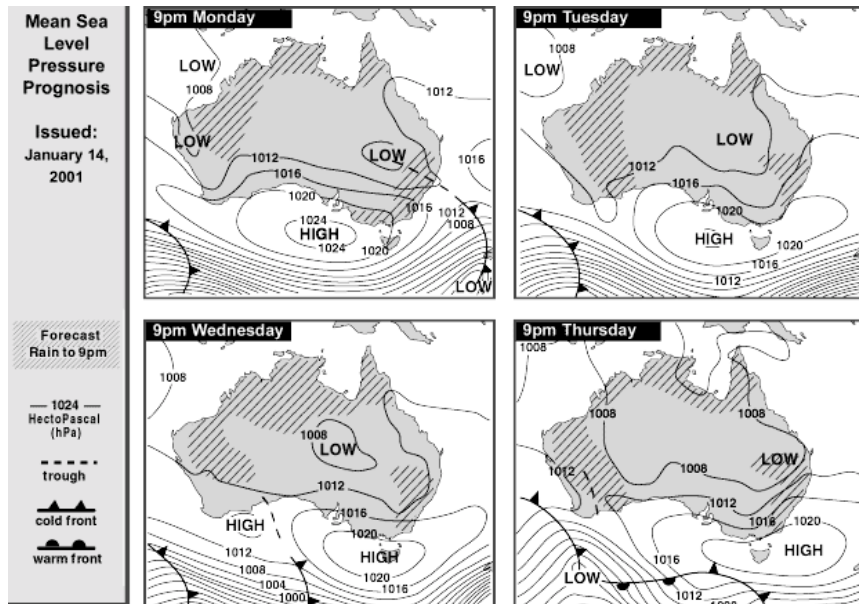 Mean Sea
Level
Pressure
Prognosis
Issued:
January 14,
2001
Forecast
Rain to 9pm
1024
HectoPascal
(hPa)
trough
cold front
warm front
9pm Monday
LOW
1008
1012
LOW
LOW
1012
1016
1016
1020
1016
1012
1024
1008
HIGH
1024
1020
LOW
9pm Tuesday
1008
LOW
1012
LOW
1012
1016
1020
HIGH
1020
1016
1012
9pm Wednesday
1008
1012
1008
LOW
1012
1016
HIGH
1020
1012
HIGH
1008
1020
1004
1016
1000
1012
9pm Thursday
1008
1008
1008
LOW
1012
1008
1012
1016
1020
HIGH
1016
LOW
1012
1008